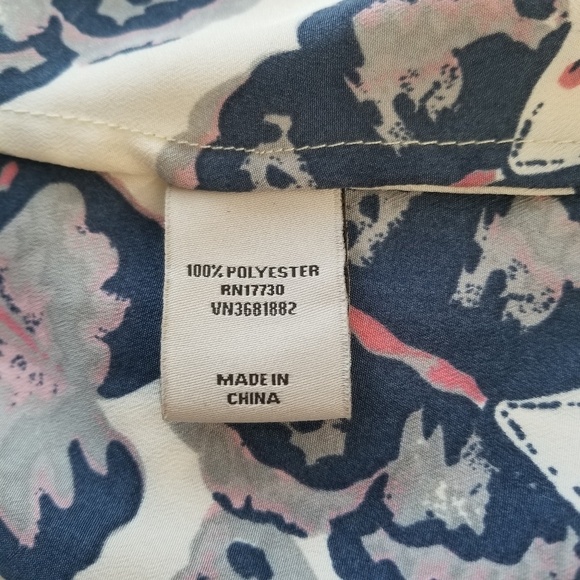 100% POLYESTER
RN17730
VN3681882
MADE IN
CHINA